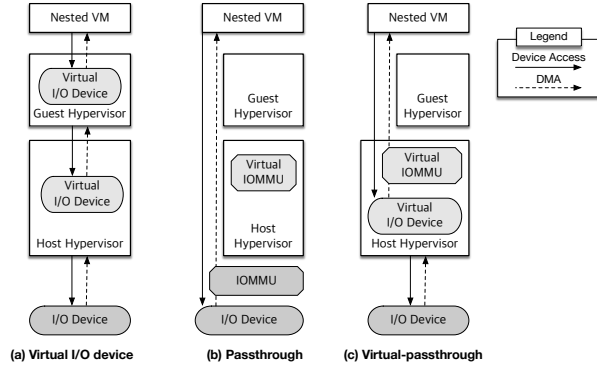 Nested VM
Virtual
I/O Device
Guest Hypervisor
Virtual
I/O Device
Host Hypervisor
I/O Device
(a) Virtual I/O device
Nested VM
Guest
Hypervisor
Virtual
IOMMU
Host
Hypervisor
IOMMU
I/O Device
(b) Passthrough
Nested VM
Guest
Hypervisor
Virtual
IOMMU
Virtual
I/O Device
Host Hypervisor
I/O Device
(c) Virtual-passthrough
Legend
Device Access
DMA